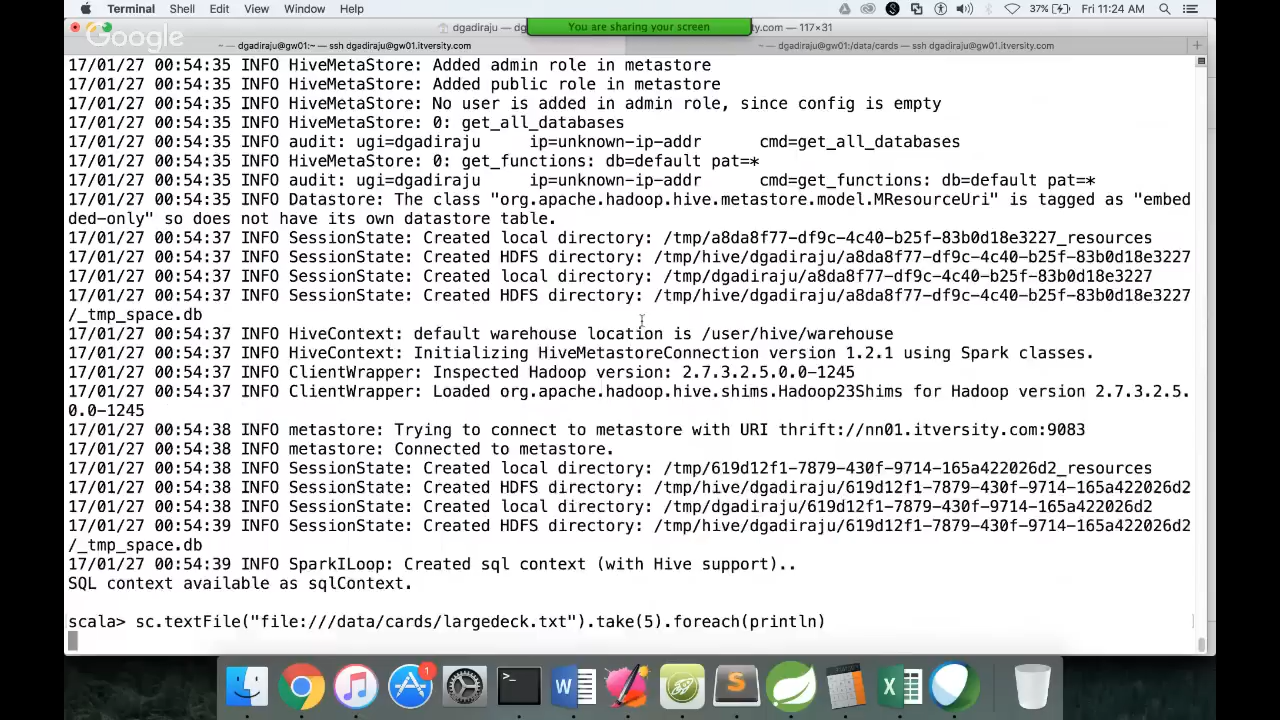 Terminal Shell Edit View Window Help
37% Fri 11:24 AM
Google
dgadiraju — dg
You are sharing your screen
y.com — 117×31
~ — dgadiraju@gw01:~ — ssh dgadiraju@gw01.itversity.com
~ — dgadiraju@gw01:/data/cards — ssh dgadiraju@gw01.itversity.com
17/01/27 00:54:35 INFO HiveMetaStore: Added admin role in metastore
17/01/27 00:54:35 INFO HiveMetaStore: Added public role in metastore
17/01/27 00:54:35 INFO HiveMetaStore: No user is added in admin role, since config is empty
17/01/27 00:54:35 INFO HiveMetaStore: 0: get_all_databases
17/01/27 00:54:35 INFO audit: ugi=dgadiraju ip=unknown-ip-addr cmd=get_all_databases
17/01/27 00:54:35 INFO HiveMetaStore: 0: get_functions: db=default pat=*
17/01/27 00:54:35 INFO audit: ugi=dgadiraju ip=unknown-ip-addr cmd=get_functions: db=default pat=*
17/01/27 00:54:35 INFO Datastore: The class "org.apache.hadoop.hive.metastore.model.MResourceUri" is tagged as "embed
ded-only" so does not have its own datastore table.
17/01/27 00:54:37 INFO SessionState: Created local directory: /tmp/a8da8f77-df9c-4c40-b25f-83b0d18e3227_resources
17/01/27 00:54:37 INFO SessionState: Created HDFS directory: /tmp/hive/dgadiraju/a8da8f77-df9c-4c40-b25f-83b0d18e3227
17/01/27 00:54:37 INFO SessionState: Created local directory: /tmp/dgadiraju/a8da8f77-df9c-4c40-b25f-83b0d18e3227
17/01/27 00:54:37 INFO SessionState: Created HDFS directory: /tmp/hive/dgadiraju/a8da8f77-df9c-4c40-b25f-83b0d18e3227
/_tmp_space.db
17/01/27 00:54:37 INFO HiveContext: default warehouse location is /user/hive/warehouse
17/01/27 00:54:37 INFO HiveContext: Initializing HiveMetastoreConnection version 1.2.1 using Spark classes.
17/01/27 00:54:37 INFO ClientWrapper: Inspected Hadoop version: 2.7.3.2.5.0.0-1245
17/01/27 00:54:37 INFO ClientWrapper: Loaded org.apache.hadoop.hive.shims.Hadoop23Shims for Hadoop version 2.7.3.2.5.
0.0-1245
17/01/27 00:54:38 INFO metastore: Trying to connect to metastore with URI thrift://nn01.itversity.com:9083
17/01/27 00:54:38 INFO metastore: Connected to metastore.
17/01/27 00:54:38 INFO SessionState: Created local directory: /tmp/619d12f1-7879-430f-9714-165a422026d2_resources
17/01/27 00:54:38 INFO SessionState: Created HDFS directory: /tmp/hive/dgadiraju/619d12f1-7879-430f-9714-165a422026d2
17/01/27 00:54:38 INFO SessionState: Created local directory: /tmp/dgadiraju/619d12f1-7879-430f-9714-165a422026d2
17/01/27 00:54:39 INFO SessionState: Created HDFS directory: /tmp/hive/dgadiraju/619d12f1-7879-430f-9714-165a422026d2
/_tmp_space.db
17/01/27 00:54:39 INFO SparkILoop: Created sql context (with Hive support)..
SQL context available as sqlContext.
scala> sc.textFile("file:///data/cards/largedeck.txt").take(5).foreach(println)